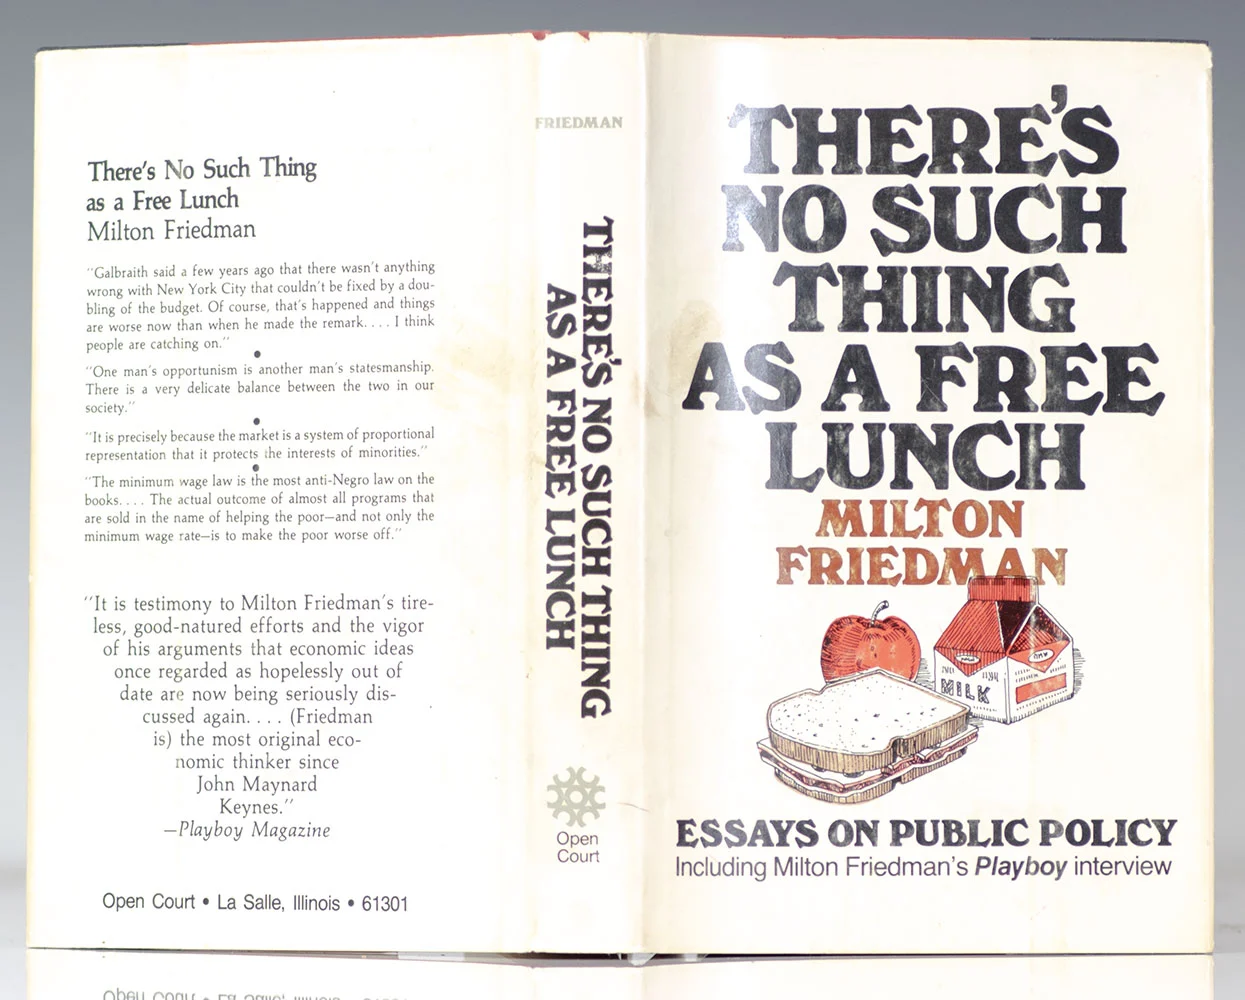 There's No Such Thing
as a Free Lunch
Milton Friedman
"Galbraith said a few years ago that there wasn't anything
wrong with New York City that couldn't be fixed by a dou-
bling of the budget. Of course, that's happened and things
are worse now than when he made the remark. . . . I think
people are catching on."
•
"One man's opportunism is another man's statesmanship.
There is a very delicate balance between the two in our
society."
•
"It is precisely because the market is a system of proportional
representation that it protects the interests of minorities."
•
"The minimum wage law is the most anti-Negro law on the
books. . . . The actual outcome of almost all programs that
are sold in the name of helping the poor—and not only the
minimum wage rate—is to make the poor worse off."
"It is testimony to Milton Friedman's tire-
less, good-natured efforts and the vigor
of his arguments that economic ideas
once regarded as hopelessly out of
date are now being seriously dis-
cussed again. . . . (Friedman
is) the most original eco-
nomic thinker since
John Maynard
Keynes."
—Playboy Magazine
Open Court • La Salle, Illinois • 61301
FRIEDMAN
THERE'S NO SUCH THING
AS A FREE LUNCH
Open
Court
THERE'S
NO SUCH
THING
AS A FREE
LUNCH
MILTON
FRIEDMAN
MILK
ESSAYS ON PUBLIC POLICY
Including Milton Friedman's Playboy interview